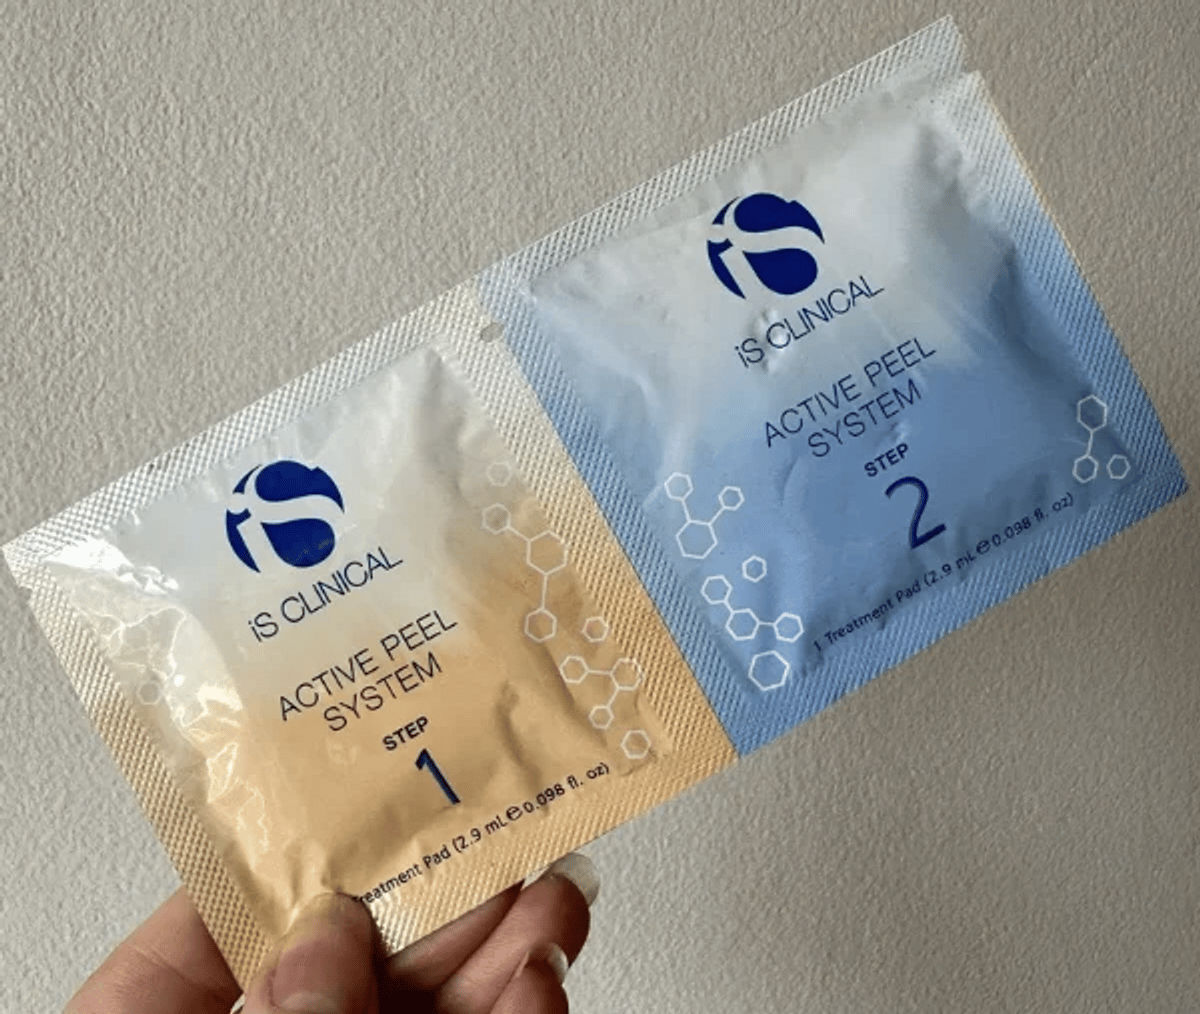 iS
iS CLINICAL
ACTIVE PEEL
SYSTEM
STEP
1
Treatment Pad (2.9 mL℮0.098 fl. oz)
iS
iS CLINICAL
ACTIVE PEEL
SYSTEM
STEP
2
1 Treatment Pad (2.9 mL℮0.098 fl. oz)